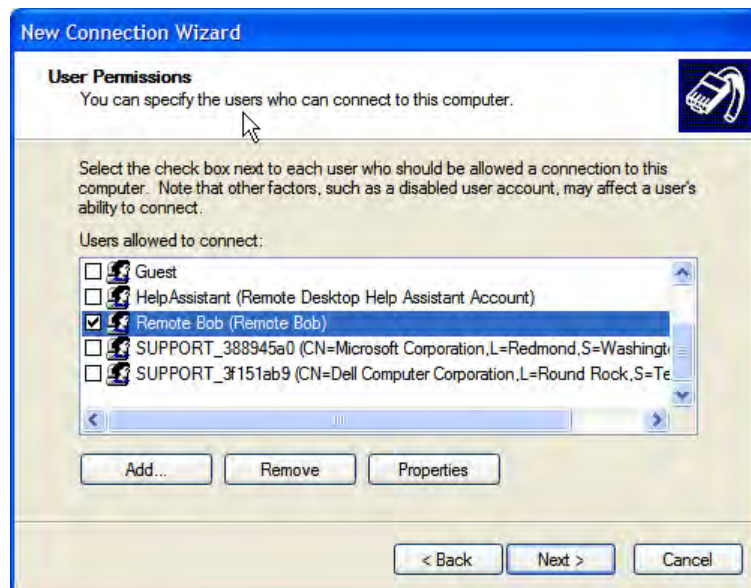 New Connection Wizard
User Permissions
You can specify the users who can connect to this computer.
Select the check box next to each user who should be allowed a connection to this
computer. Note that other factors, such as a disabled user account, may affect a user's
ability to connect.
Users allowed to connect:
Guest
HelpAssistant (Remote Desktop Help Assistant Account)
Remote Bob (Remote Bob)
SUPPORT_388945a0 (CN=Microsoft Corporation,L=Redmond,S=Washingt
SUPPORT_3f151ab9 (CN=Dell Computer Corporation,L=Round Rock,S=Te
Add... Remove Properties
< Back Next > Cancel